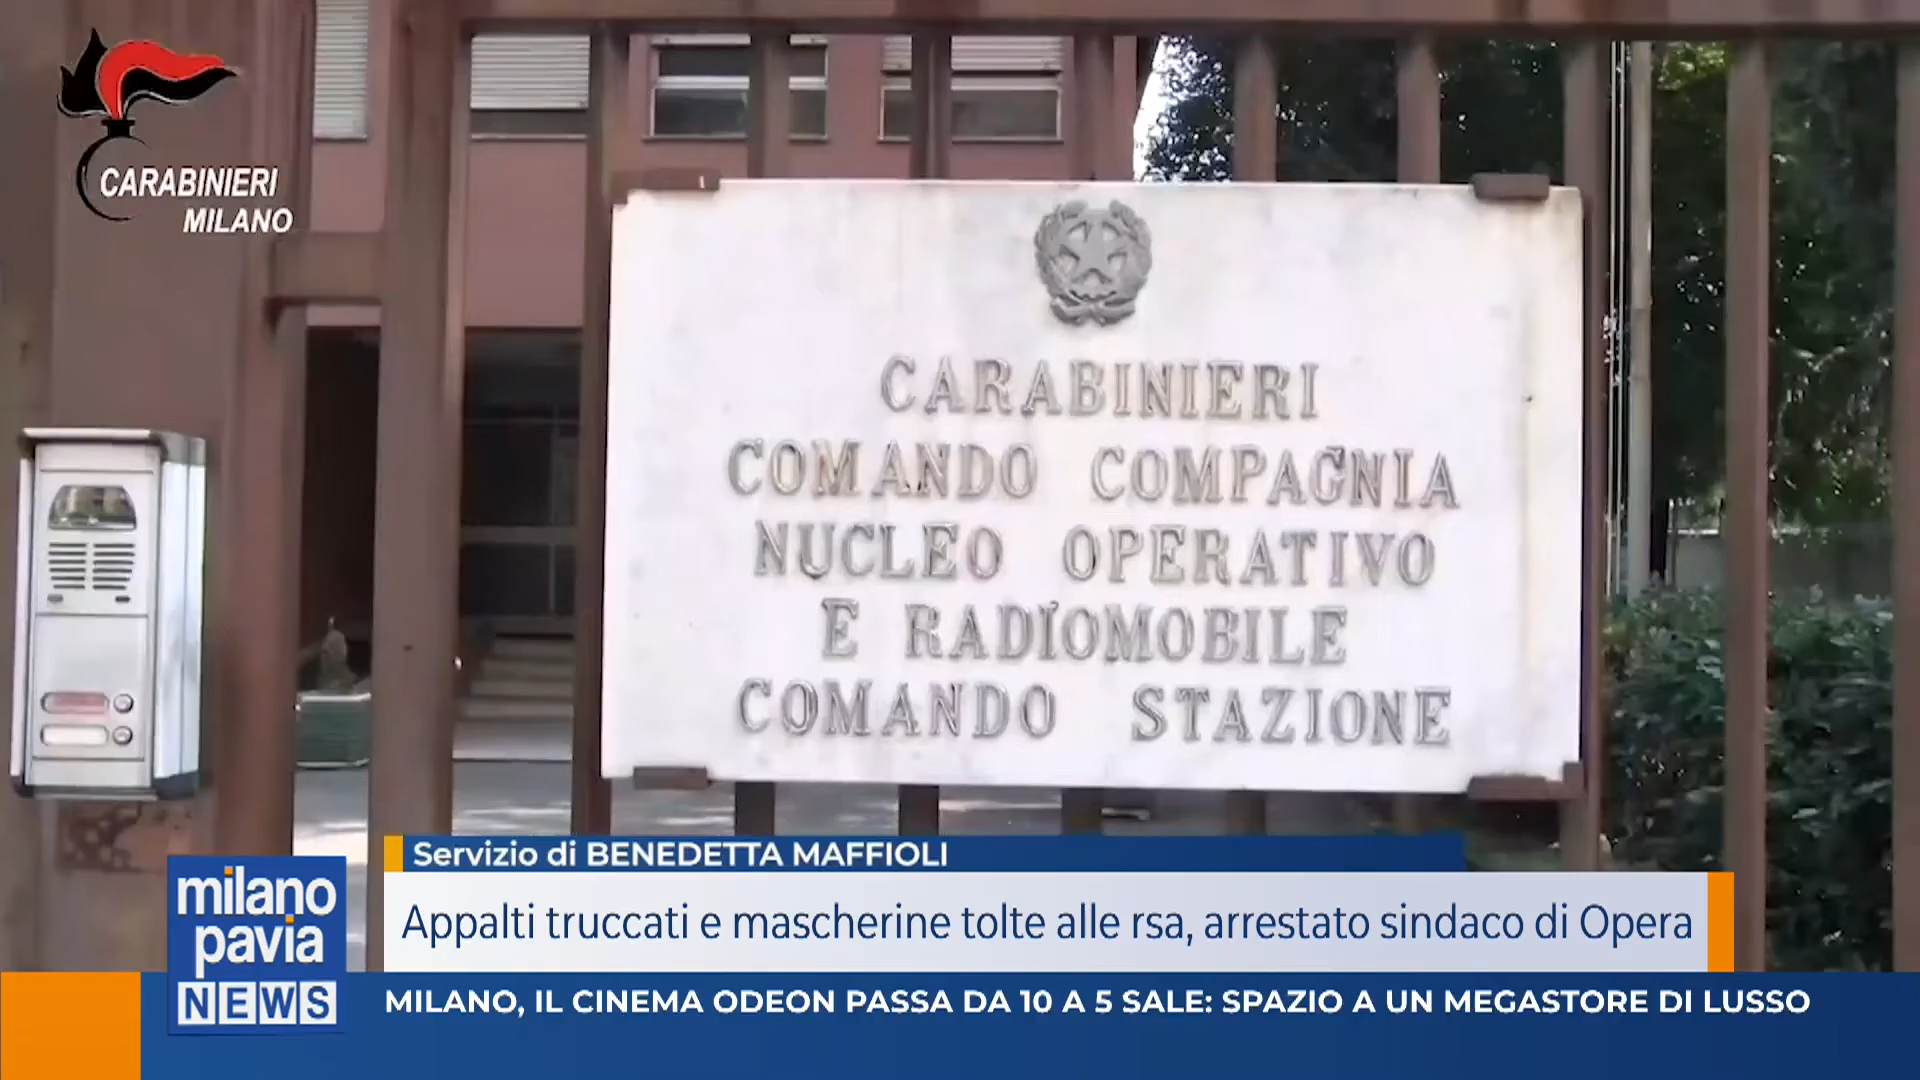 CARABINIERI
MILANO
CARABINIERI
COMANDO COMPAGNIA
NUCLEO OPERATIVO
E RADIOMOBILE
COMANDO STAZIONE
Servizio di BENEDETTA MAFFIOLI
Appalti truccati e mascherine tolte alle rsa, arrestato sindaco di Opera
milano
pavia
NEWS
MILANO, IL CINEMA ODEON PASSA DA 10 A 5 SALE: SPAZIO A UN MEGASTORE DI LUSSO